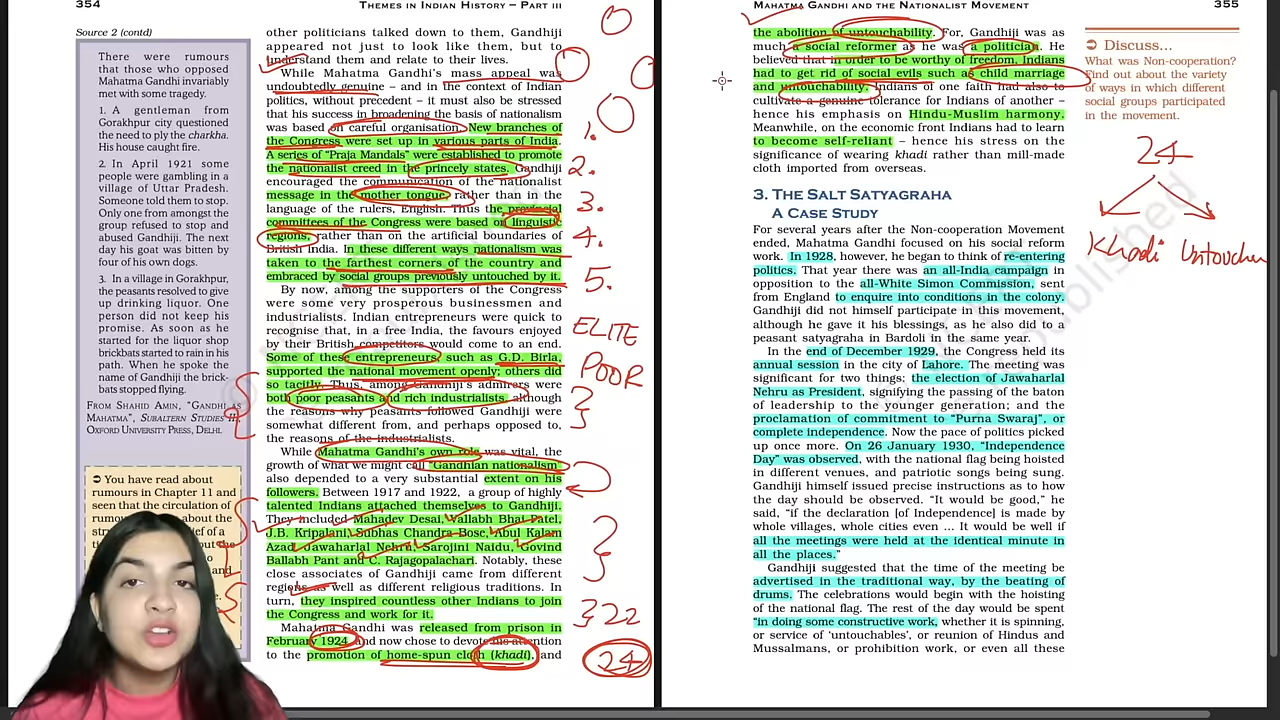 354
THEMES IN INDIAN HISTORY – PART III
Source 2 (contd)
There were rumours
that those who opposed
Mahatma Gandhi invariably
met with some tragedy.
1. A gentleman from
Gorakhpur city questioned
the need to ply the charkha.
His house caught fire.
2. In April 1921 some
people were gambling in a
village of Uttar Pradesh.
Someone told them to stop.
Only one from amongst the
group refused to stop and
abused Gandhiji. The next
day his goat was bitten by
four of his own dogs.
3. In a village in Gorakhpur,
the peasants resolved to give
up drinking liquor. One
person did not keep his
promise. As soon as he
started for the liquor shop
brickbats started to rain in his
path. When he spoke the
name of Gandhiji the brick-
bats stopped flying.
FROM SHAHID AMIN, "GANDHI AS
MAHATMA", SUBALTERN STUDIES III,
OXFORD UNIVERSITY PRESS, DELHI.
➲ You have read about
rumours in Chapter 11 and
seen that the circulation of
about the
of a
and
other politicians talked down to them, Gandhiji
appeared not just to look like them, but to
understand them and relate to their lives.
While Mahatma Gandhi's mass appeal was
undoubtedly genuine – and in the context of Indian
politics, without precedent – it must also be stressed
that his success in broadening the basis of nationalism
was based on careful organisation. New branches of
the Congress were set up in various parts of India.
A series of "Praja Mandals" were established to promote
the nationalist creed in the princely states. Gandhiji
encouraged the communication of the nationalist
message in the mother tongue, rather than in the
language of the rulers, English. Thus the provincial
committees of the Congress were based on linguistic
regions, rather than on the artificial boundaries of
British India. In these different ways nationalism was
taken to the farthest corners of the country and
embraced by social groups previously untouched by it.
By now, among the supporters of the Congress
were some very prosperous businessmen and
industrialists. Indian entrepreneurs were quick to
recognise that, in a free India, the favours enjoyed
by their British competitors would come to an end.
Some of these entrepreneurs, such as G.D. Birla,
supported the national movement openly; others did
so tacitly. Thus, among Gandhiji's admirers were
both poor peasants and rich industrialists, although
the reasons why peasants followed Gandhiji were
somewhat different from, and perhaps opposed to,
the reasons of the industrialists.
While Mahatma Gandhi's own role was vital, the
growth of what we might call "Gandhian nationalism"
also depended to a very substantial extent on his
followers. Between 1917 and 1922, a group of highly
talented Indians attached themselves to Gandhiji.
They included Mahadev Desai, Vallabh Bhai Patel,
J.B. Kripalani, Subhas Chandra Bose, Abul Kalam
Azad, Jawaharlal Nehru, Sarojini Naidu, Govind
Ballabh Pant and C. Rajagopalachari. Notably, these
close associates of Gandhiji came from different
regions as well as different religious traditions. In
turn, they inspired countless other Indians to join
the Congress and work for it.
Mahatma Gandhi was released from prison in
February 1924, and now chose to devote his attention
to the promotion of home-spun cloth (khadi), and
1.
2.
3.
4.
5.
ELITE
POOR
322
24
MAHATMA GANDHI AND THE NATIONALIST MOVEMENT
355
the abolition of untouchability. For, Gandhiji was as
much a social reformer as he was a politician. He
believed that in order to be worthy of freedom, Indians
had to get rid of social evils such as child marriage
and untouchability. Indians of one faith had also to
cultivate a genuine tolerance for Indians of another –
hence his emphasis on Hindu-Muslim harmony.
Meanwhile, on the economic front Indians had to learn
to become self-reliant – hence his stress on the
significance of wearing khadi rather than mill-made
cloth imported from overseas.
3. THE SALT SATYAGRAHA
A CASE STUDY
For several years after the Non-cooperation Movement
ended, Mahatma Gandhi focused on his social reform
work. In 1928, however, he began to think of re-entering
politics. That year there was an all-India campaign in
opposition to the all-White Simon Commission, sent
from England to enquire into conditions in the colony.
Gandhiji did not himself participate in this movement,
although he gave it his blessings, as he also did to a
peasant satyagraha in Bardoli in the same year.
In the end of December 1929, the Congress held its
annual session in the city of Lahore. The meeting was
significant for two things: the election of Jawaharlal
Nehru as President, signifying the passing of the
baton of leadership to the younger generation; and the
proclamation of commitment to "Purna Swaraj", or
complete independence. Now the pace of politics picked
up once more. On 26 January 1930, "Independence
Day" was observed, with the national flag being hoisted
in different venues, and patriotic songs being sung.
Gandhiji himself issued precise instructions as to how
the day should be observed. "It would be good," he
said, "if the declaration [of Independence] is made by
whole villages, whole cities even ... It would be well if
all the meetings were held at the identical minute in
all the places."
Gandhiji suggested that the time of the meeting be
advertised in the traditional way, by the beating of
drums. The celebrations would begin with the hoisting
of the national flag. The rest of the day would be spent
"in doing some constructive work, whether it is spinning,
or service of 'untouchables', or reunion of Hindus and
Mussalmans, or prohibition work, or even all these
➲ Discuss...
What was Non-cooperation?
Find out about the variety
of ways in which different
social groups participated
in the movement.
24
Khadi Untouchu